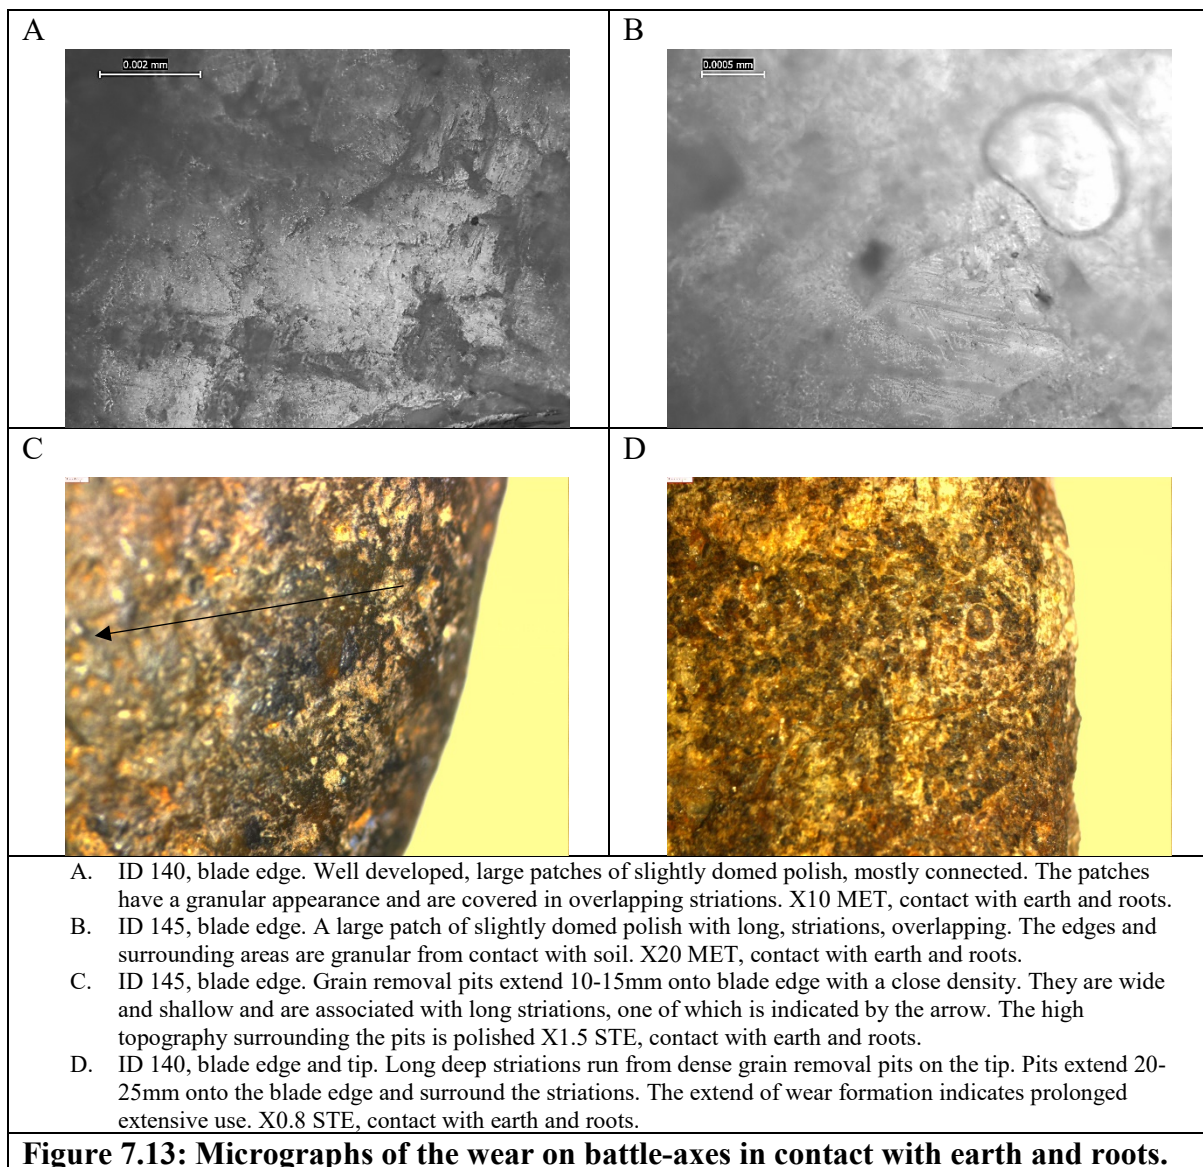 A
B
0.002 mm
0.0005 mm
C
D
A. ID 140, blade edge. Well developed, large patches of slightly domed polish, mostly connected. The patches
have a granular appearance and are covered in overlapping striations. X10 MET, contact with earth and roots.
B. ID 145, blade edge. A large patch of slightly domed polish with long, striations, overlapping. The edges and
surrounding areas are granular from contact with soil. X20 MET, contact with earth and roots.
C. ID 145, blade edge. Grain removal pits extend 10-15mm onto blade edge with a close density. They are wide
and shallow and are associated with long striations, one of which is indicated by the arrow. The high
topography surrounding the pits is polished X1.5 STE, contact with earth and roots.
D. ID 140, blade edge and tip. Long deep striations run from dense grain removal pits on the tip. Pits extend 20-
25mm onto the blade edge and surround the striations. The extend of wear formation indicates prolonged
extensive use. X0.8 STE, contact with earth and roots.
Figure 7.13: Micrographs of the wear on battle-axes in contact with earth and roots.